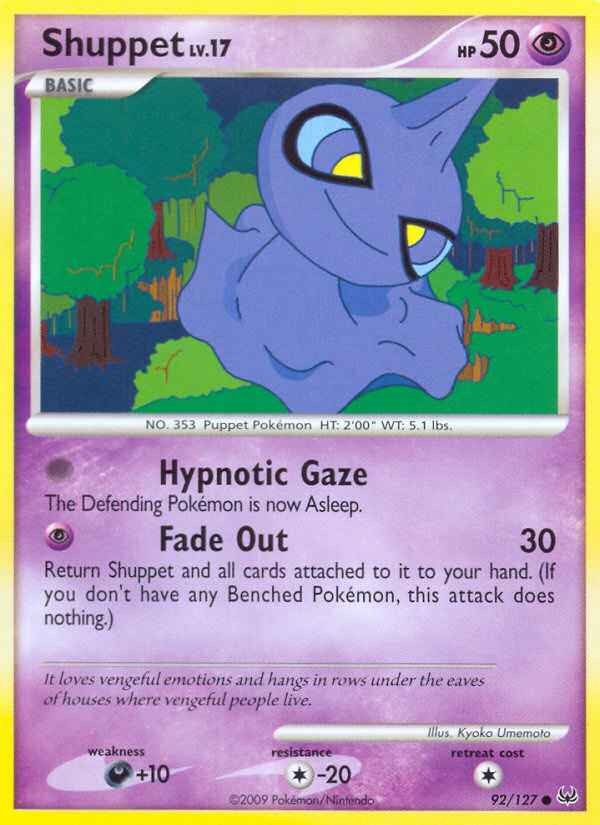 Shuppet LV.17
HP 50
BASIC
NO. 353 Puppet Pokémon HT: 2'00" WT: 5.1 lbs.
Hypnotic Gaze
The Defending Pokémon is now Asleep.
Fade Out 30
Return Shuppet and all cards attached to it to your hand. (If
you don't have any Benched Pokémon, this attack does
nothing.)
It loves vengeful emotions and hangs in rows under the eaves
of houses where vengeful people live.
Illus. Kyoko Umemoto
weakness resistance retreat cost
+10 -20
©2009 Pokémon/Nintendo 92/127